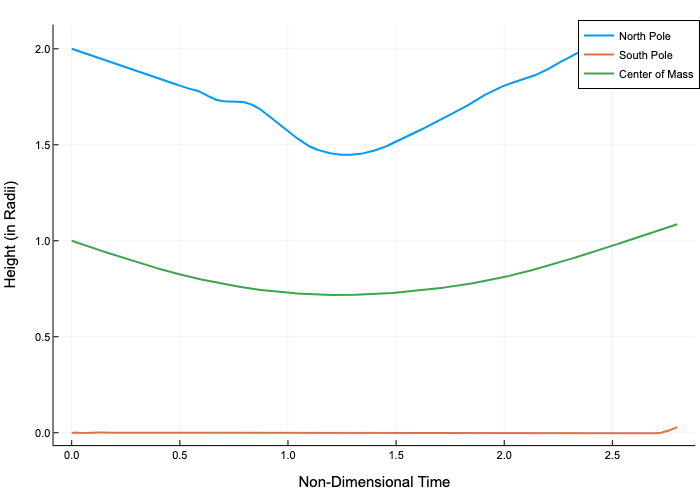 2.0
1.5
1.0
0.5
0.0
Height (in Radii)
0.0 0.5 1.0 1.5 2.0 2.5
Non-Dimensional Time
North Pole
South Pole
Center of Mass